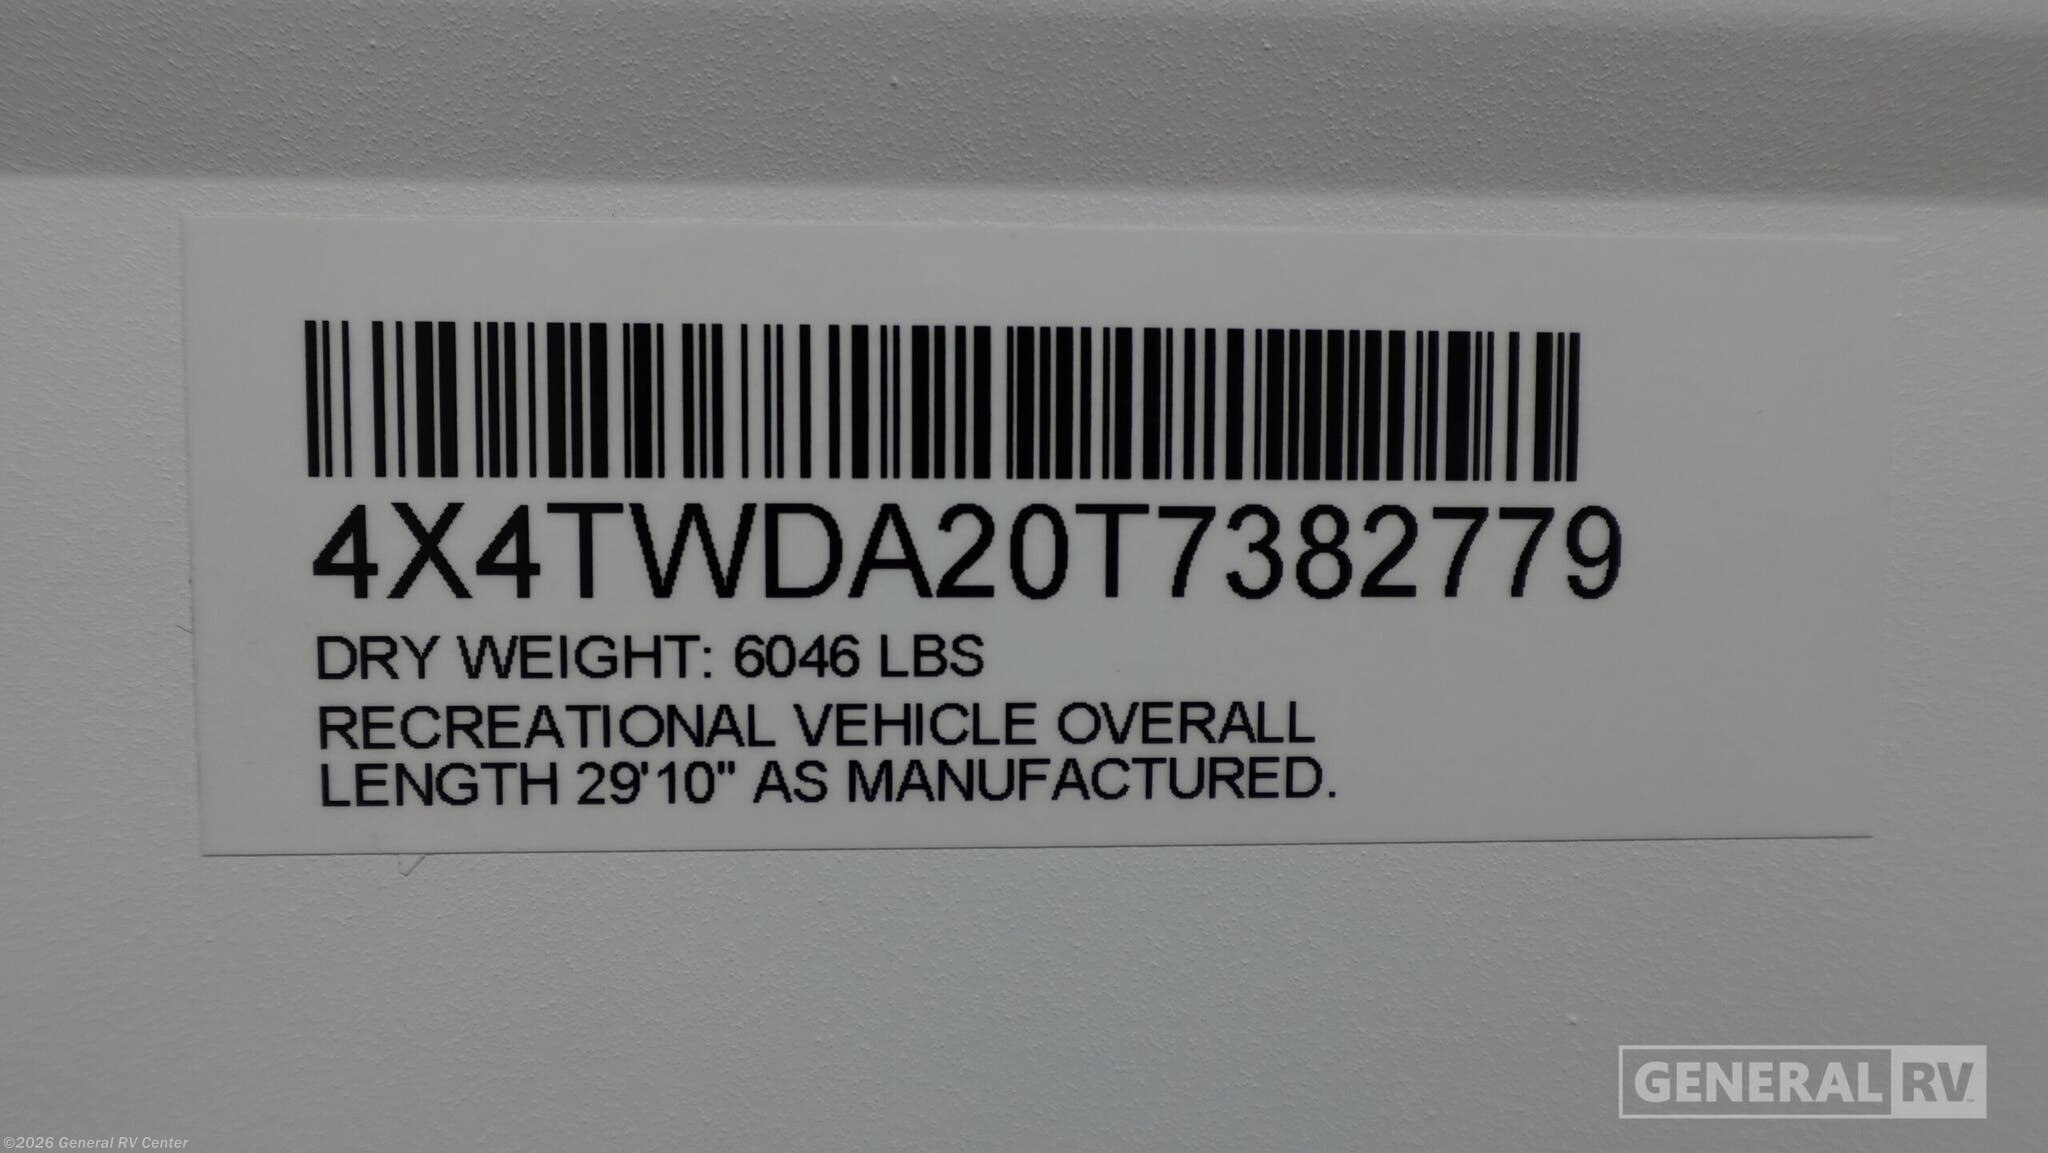 4X4TWDA20T7382779
DRY WEIGHT: 6046 LBS
RECREATIONAL VEHICLE OVERALL
LENGTH 29'10" AS MANUFACTURED.
GENERAL RV
©2026 General RV Center